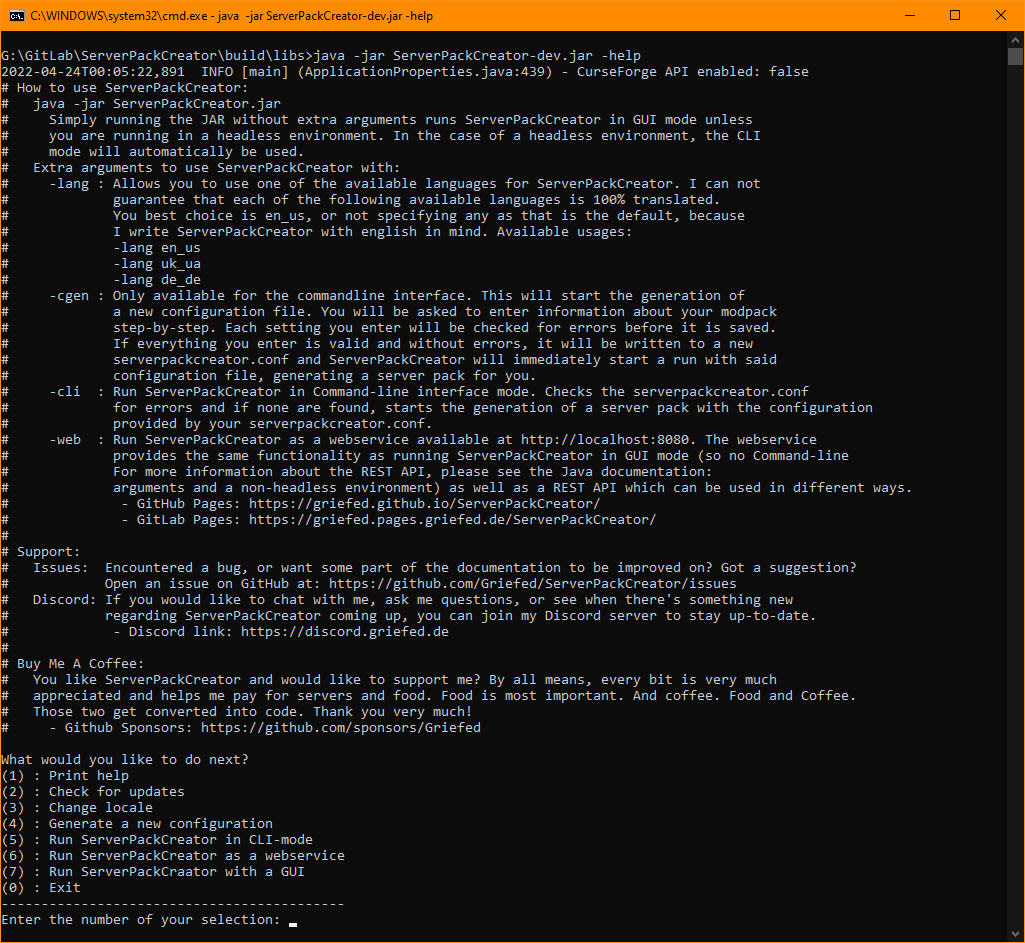 C:\WINDOWS\system32\cmd.exe - java -jar ServerPackCreator-dev.jar -help
G:\GitLab\ServerPackCreator\build\libs>java -jar ServerPackCreator-dev.jar -help
2022-04-24T00:05:22,891  INFO [main] (ApplicationProperties.java:439) - CurseForge API enabled: false
# How to use ServerPackCreator:
#   java -jar ServerPackCreator.jar
#     Simply running the JAR without extra arguments runs ServerPackCreator in GUI mode unless
#     you are running in a headless environment. In the case of a headless environment, the CLI
#     mode will automatically be used.
#   Extra arguments to use ServerPackCreator with:
#     -lang : Allows you to use one of the available languages for ServerPackCreator. I can not
#             guarantee that each of the following available languages is 100% translated.
#             You best choice is en_us, or not specifying any as that is the default, because
#             I write ServerPackCreator with english in mind. Available usages:
#             -lang en_us
#             -lang uk_ua
#             -lang de_de
#     -cgen : Only available for the commandline interface. This will start the generation of
#             a new configuration file. You will be asked to enter information about your modpack
#             step-by-step. Each setting you enter will be checked for errors before it is saved.
#             If everything you enter is valid and without errors, it will be written to a new
#             serverpackcreator.conf and ServerPackCreator will immediately start a run with said
#             configuration file, generating a server pack for you.
#     -cli  : Run ServerPackCreator in Command-line interface mode. Checks the serverpackcreator.conf
#             for errors and if none are found, starts the generation of a server pack with the configuration
#             provided by your serverpackcreator.conf.
#     -web  : Run ServerPackCreator as a webservice available at http://localhost:8080. The webservice
#             provides the same functionality as running ServerPackCreator in GUI mode (so no Command-line
#             For more information about the REST API, please see the Java documentation:
#             arguments and a non-headless environment) as well as a REST API which can be used in different ways.
#              - GitHub Pages: https://griefed.github.io/ServerPackCreator/
#              - GitLab Pages: https://griefed.pages.griefed.de/ServerPackCreator/
#
# Support:
#   Issues:  Encountered a bug, or want some part of the documentation to be improved on? Got a suggestion?
#            Open an issue on GitHub at: https://github.com/Griefed/ServerPackCreator/issues
#   Discord: If you would like to chat with me, ask me questions, or see when there's something new
#            regarding ServerPackCreator coming up, you can join my Discord server to stay up-to-date.
#             - Discord link: https://discord.griefed.de
#
# Buy Me A Coffee:
#   You like ServerPackCreator and would like to support me? By all means, every bit is very much
#   appreciated and helps me pay for servers and food. Food is most important. And coffee. Food and Coffee.
#   Those two get converted into code. Thank you very much!
#     - Github Sponsors: https://github.com/sponsors/Griefed
What would you like to do next?
(1) : Print help
(2) : Check for updates
(3) : Change locale
(4) : Generate a new configuration
(5) : Run ServerPackCreator in CLI-mode
(6) : Run ServerPackCreator as a webservice
(7) : Run ServerPackCraator with a GUI
(0) : Exit
-------------------------------------------
Enter the number of your selection: _